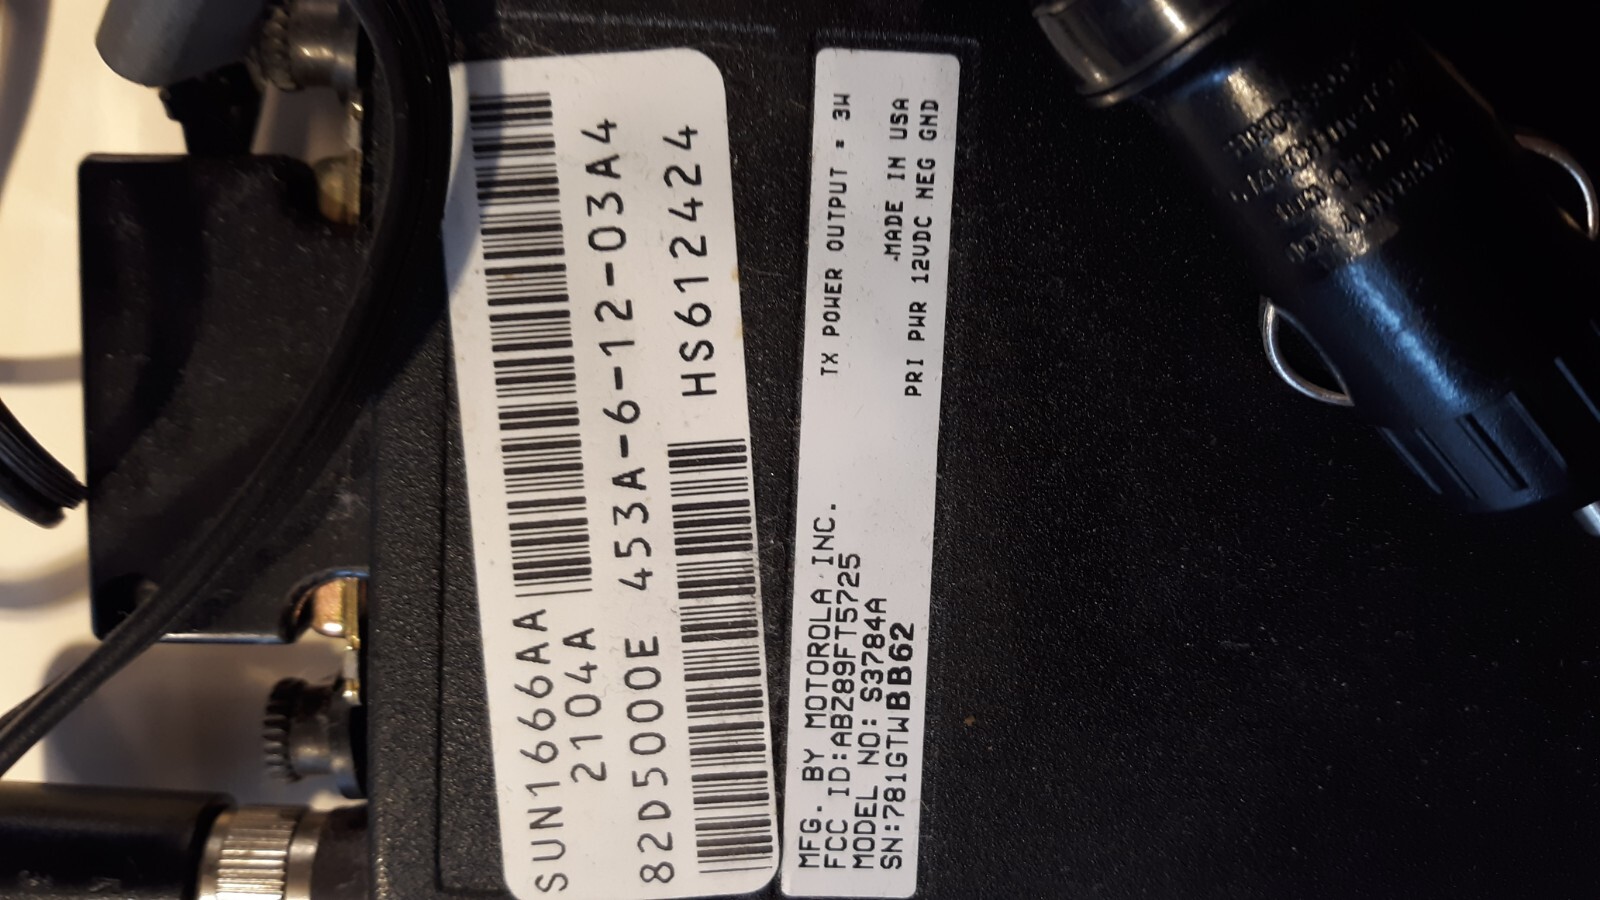 SUN1666AA
2104A
82D5000E 453A-6-12-03A4
HS612424
MFG. BY MOTOROLA INC.
TX POWER OUTPUT = 3W
FCC ID:ABZ89FT5725
MODEL NO: S3784A
-MADE IN USA
SN:781GTWBB62
PRI PWR 12VDC NEG GND